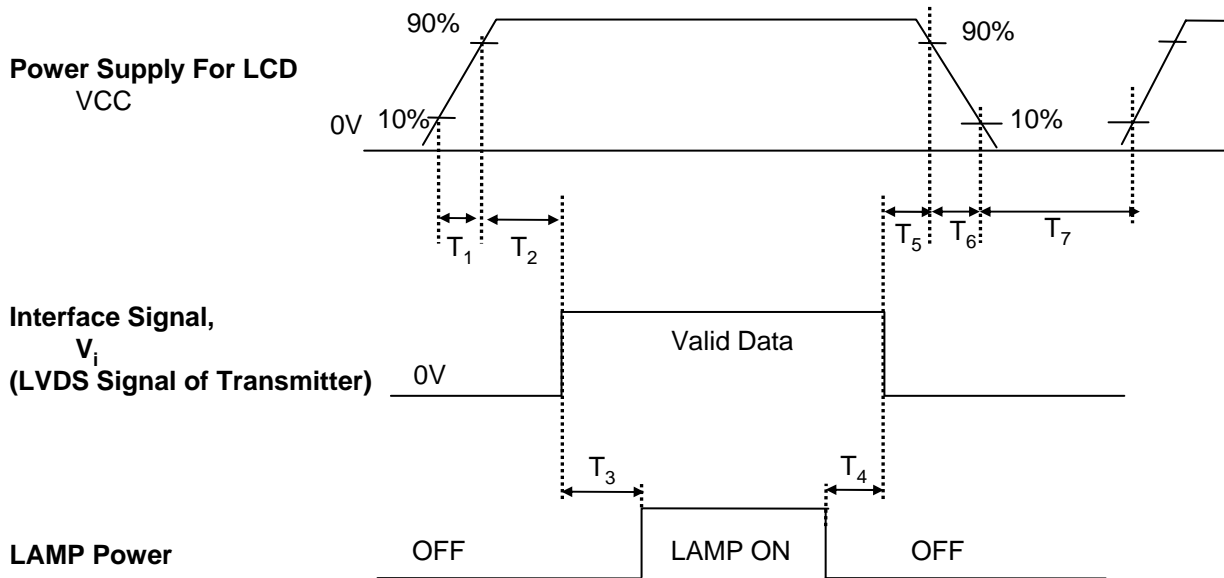 90%
90%
Power Supply For LCD
VCC
0V
10%
10%
T1
T2
T5
T6
T7
Interface Signal,
Vi
(LVDS Signal of Transmitter)
0V
Valid Data
T3
T4
LAMP Power
OFF
LAMP ON
OFF